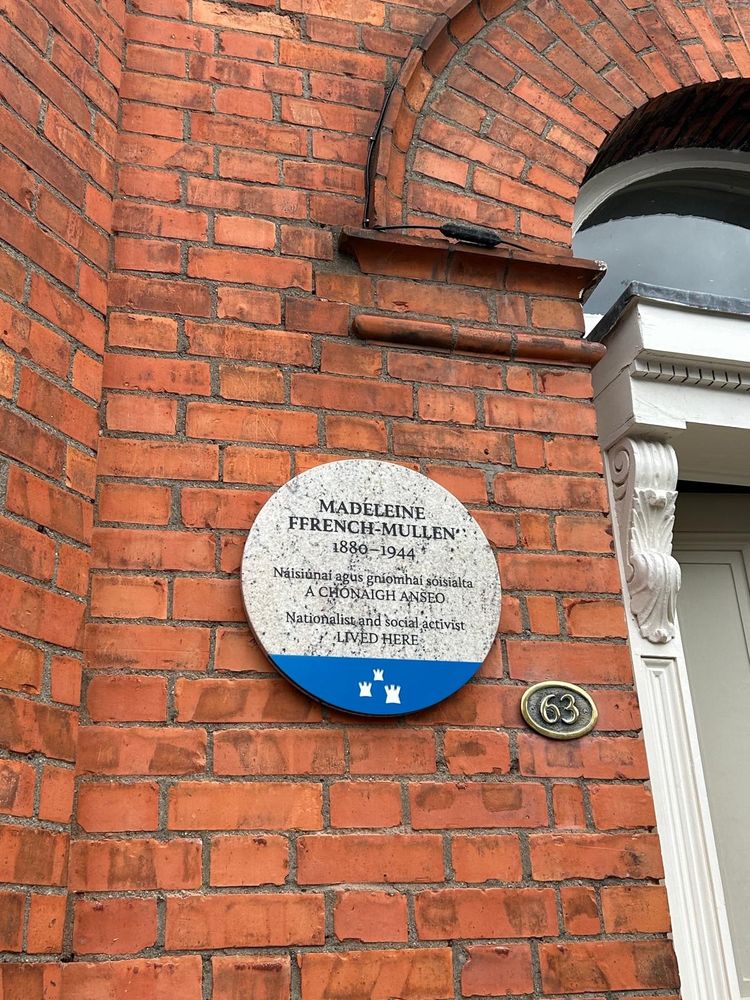 MADELEINE
FFRENCH-MULLEN
1880–1944
Náisiúnaí agus gníomhaí sóisialta
A CHÓNAIGH ANSEO
Nationalist and social activist
LIVED HERE
63